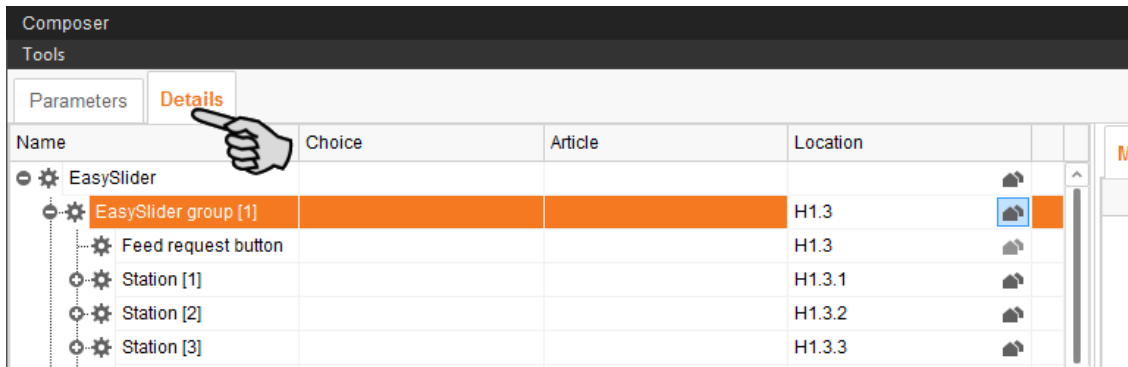 Composer
Tools
Parameters Details
Name Choice Article Location
EasySlider
EasySlider group [1] H1.3
Feed request button H1.3
Station [1] H1.3.1
Station [2] H1.3.2
Station [3] H1.3.3